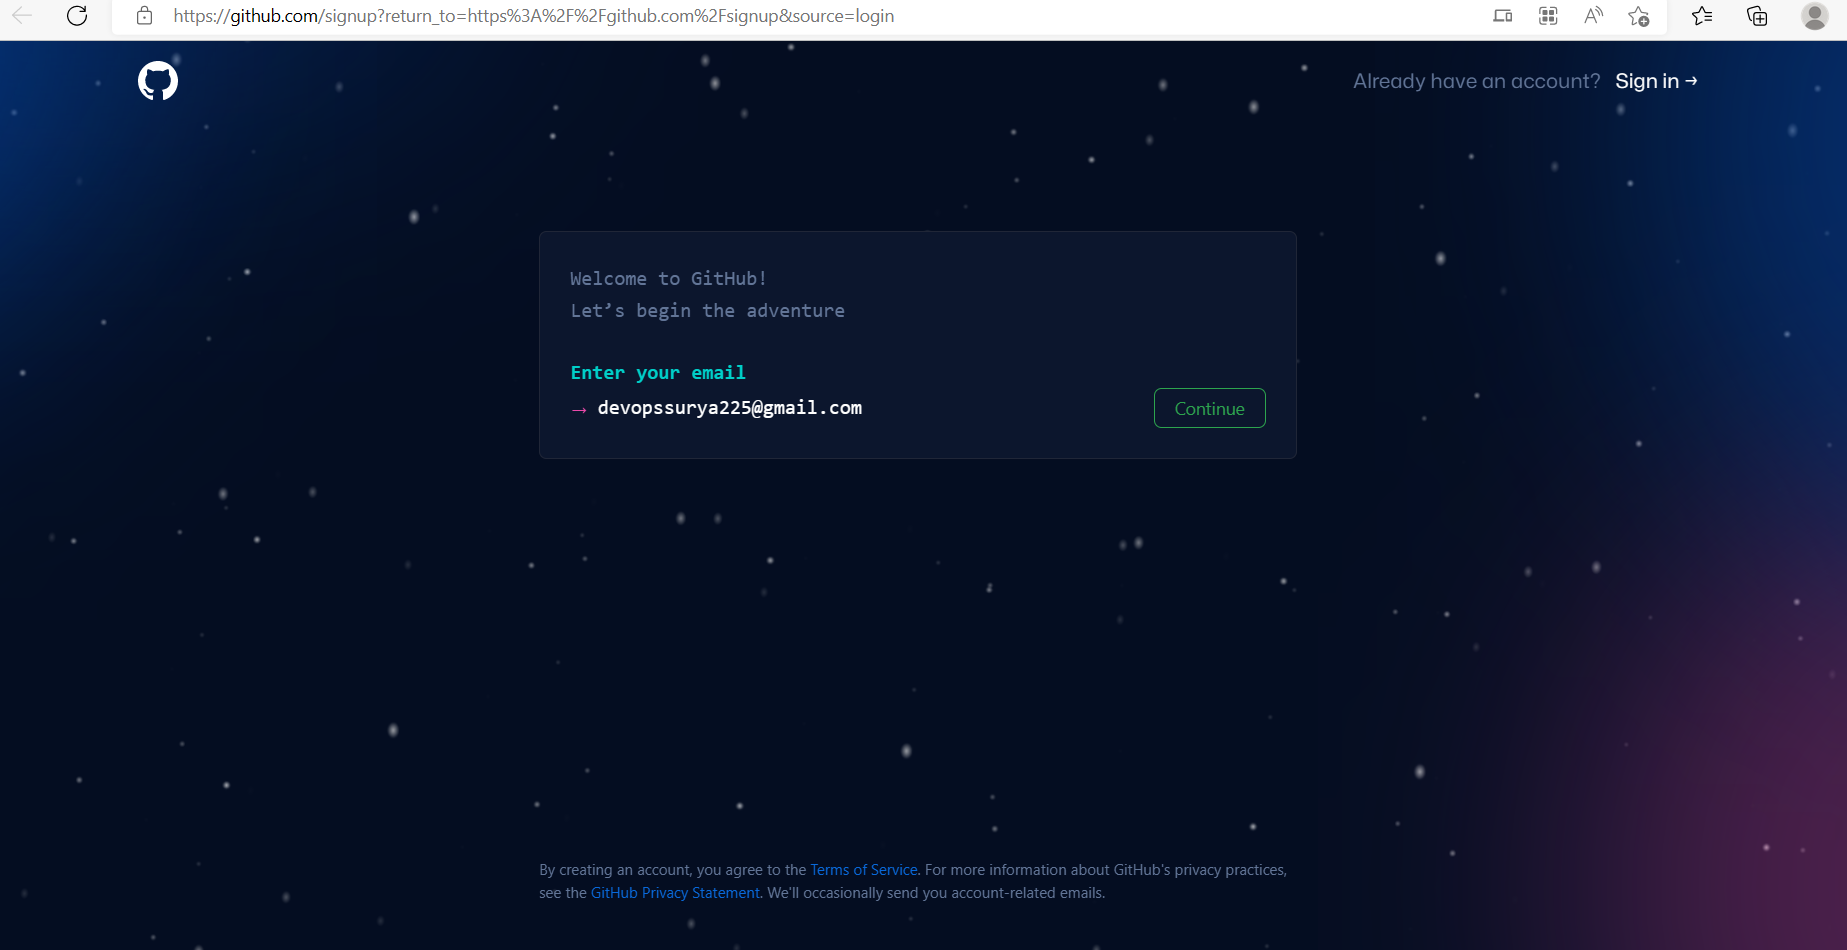 https://github.com/signup?return_to=https%3A%2F%2Fgithub.com%2Fsignup&source=login
Already have an account? Sign in →
Welcome to GitHub!
Let’s begin the adventure
Enter your email
→ devopssurya225@gmail.com
Continue
By creating an account, you agree to the Terms of Service. For more information about GitHub's privacy practices,
see the GitHub Privacy Statement. We'll occasionally send you account-related emails.